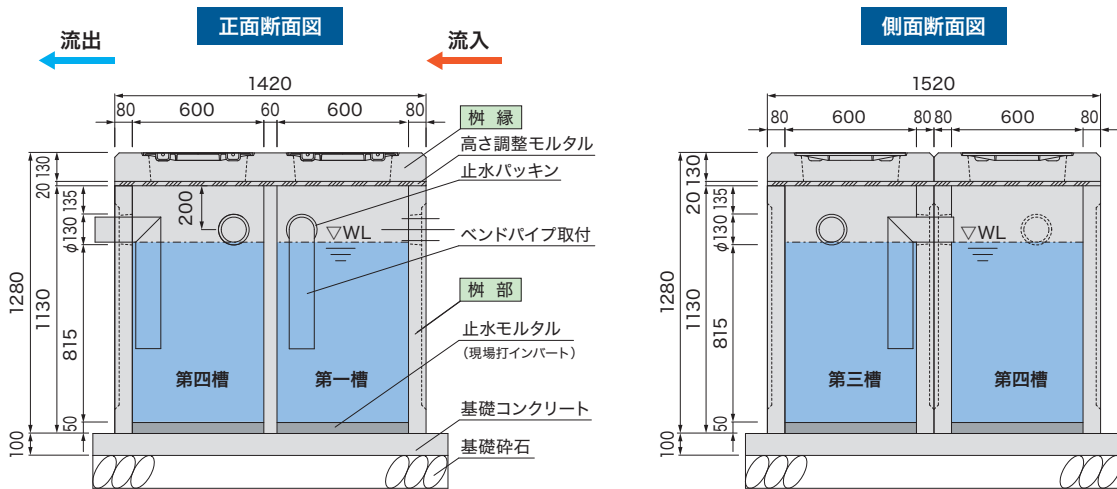 正面断面図
流出
流入
1420
80
600
60
600
80
桝 縁
高さ調整モルタル
止水パッキン
200
▽WL
ベンドパイプ取付
桝 部
止水モルタル
(現場打インバート)
第四槽
第一槽
基礎コンクリート
基礎砕石
130
20
135
φ130
815
50
1130
1280
100
側面断面図
1520
80
600
80
80
600
80
▽WL
第三槽
第四槽
130
20
135
φ130
815
50
1130
1280
100